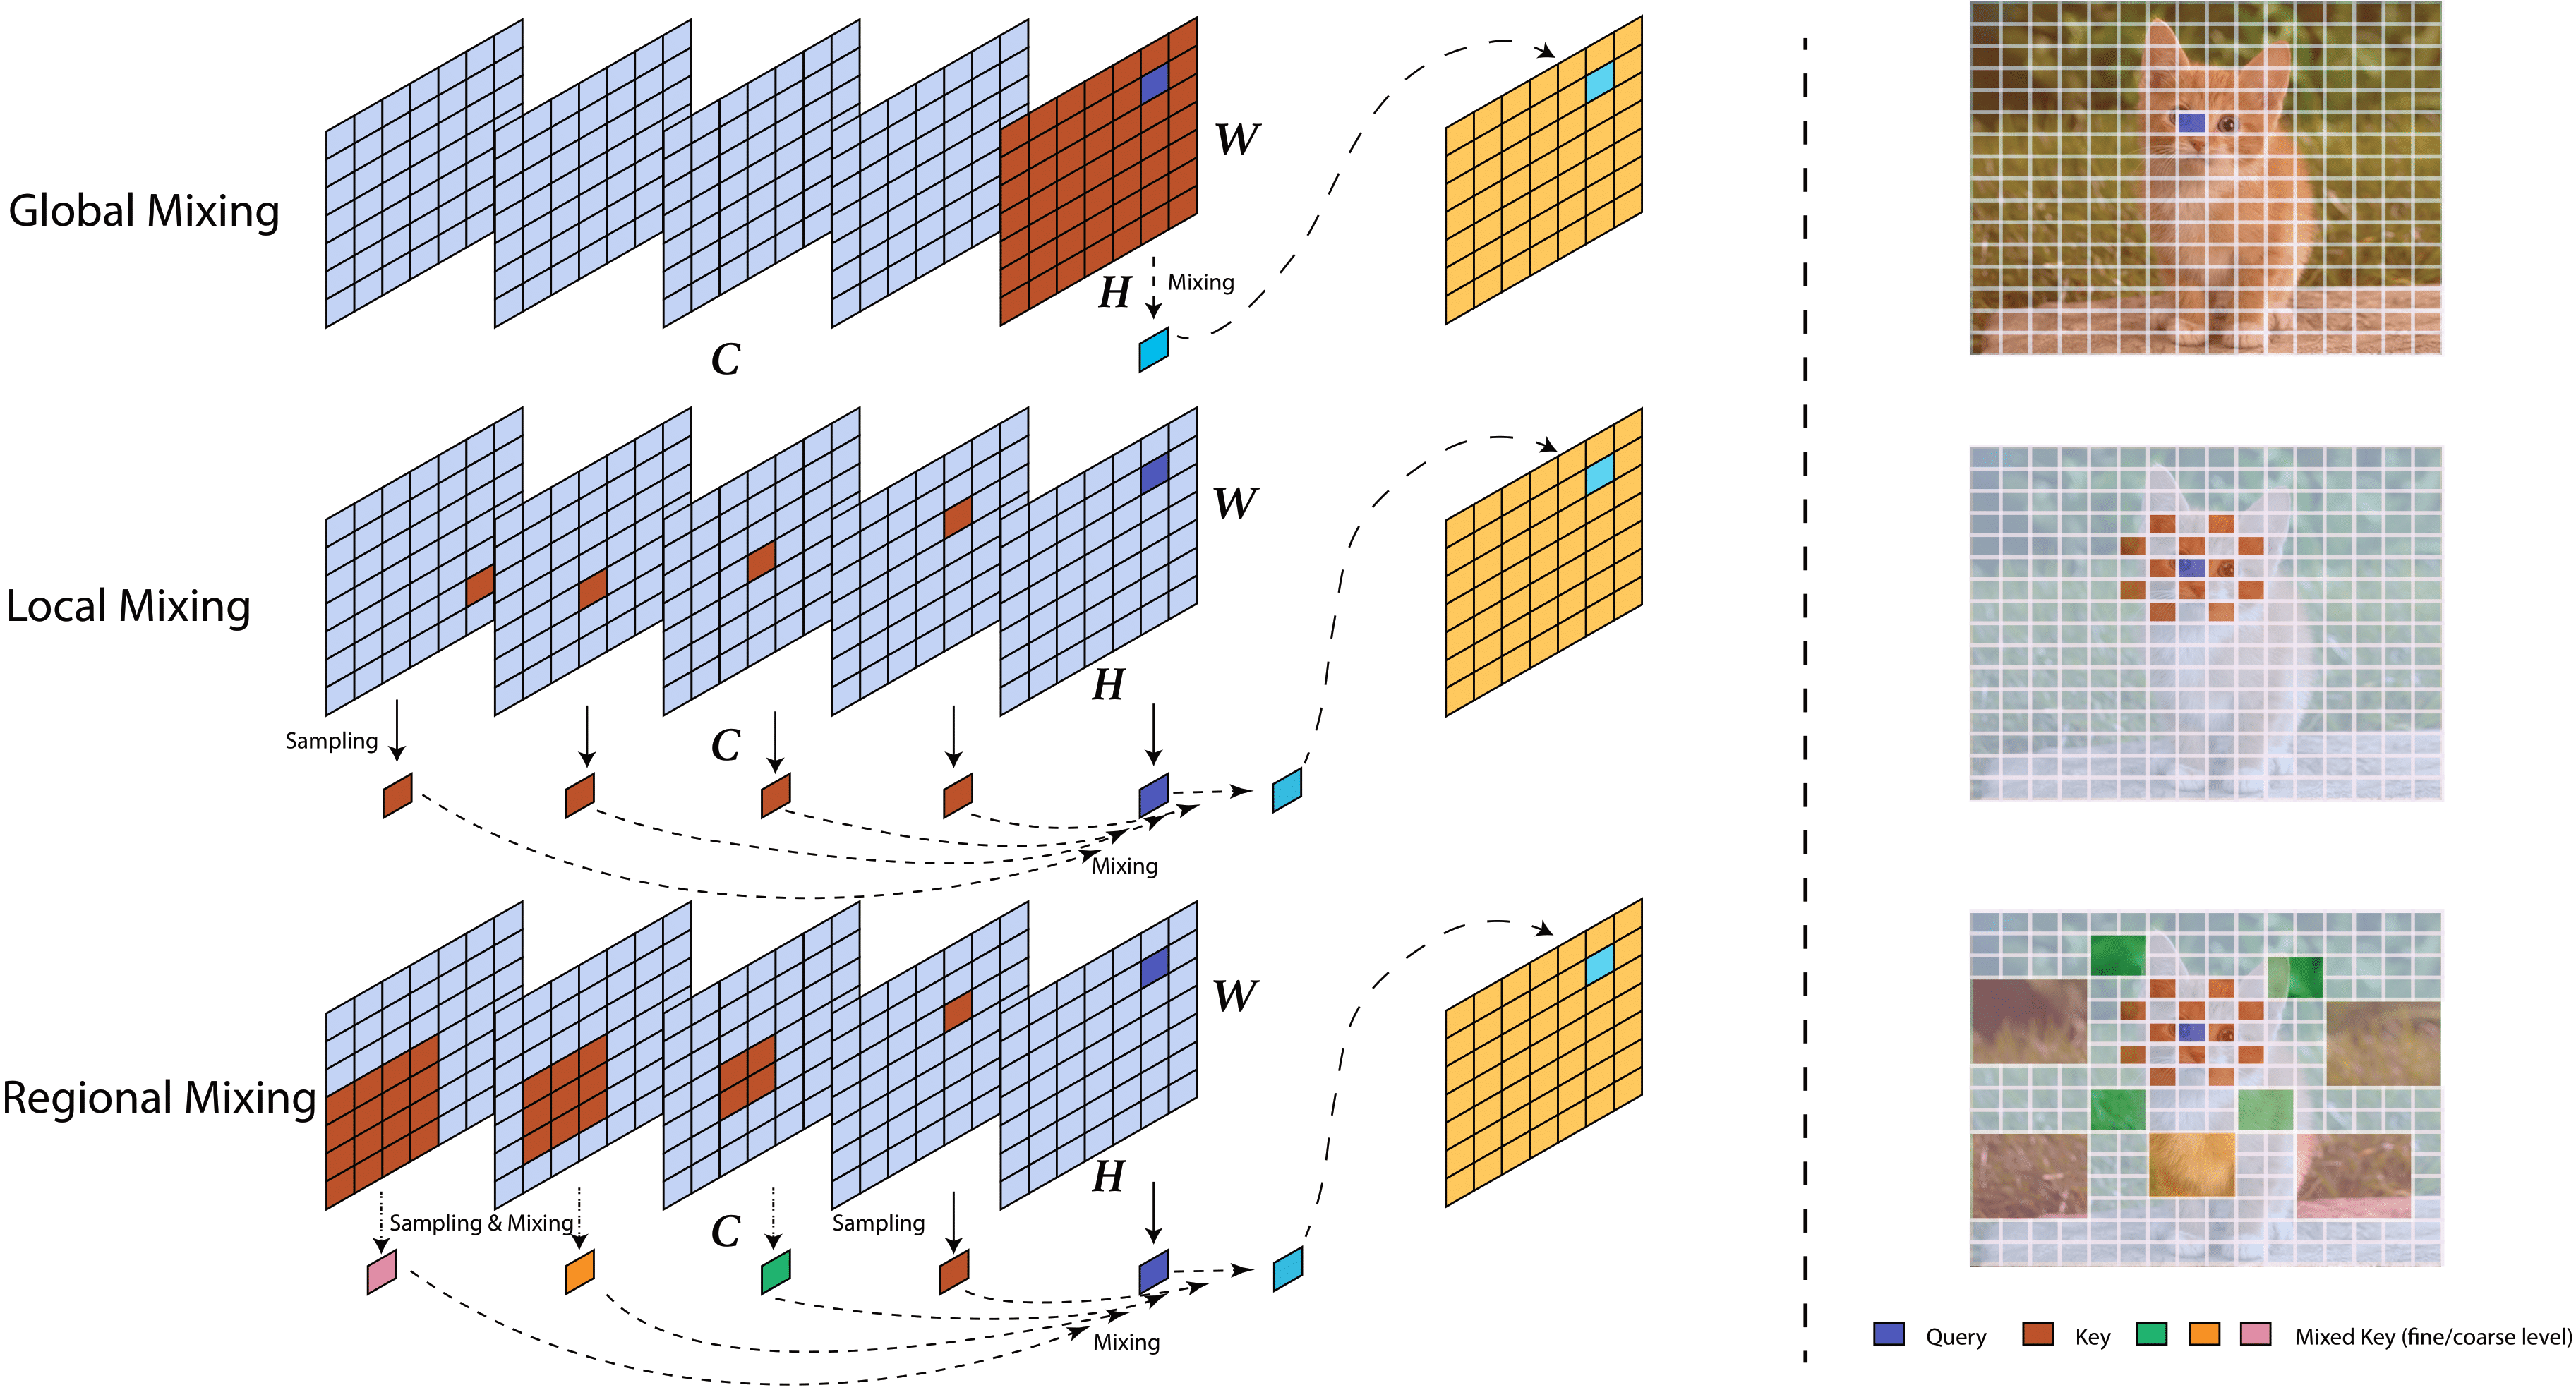 Global Mixing
W
H
Mixing
C
Local Mixing
W
H
Sampling
C
Mixing
Regional Mixing
W
H
Sampling & Mixing
C
Sampling
Mixing
Query
Key
Mixed Key (fine/coarse level)